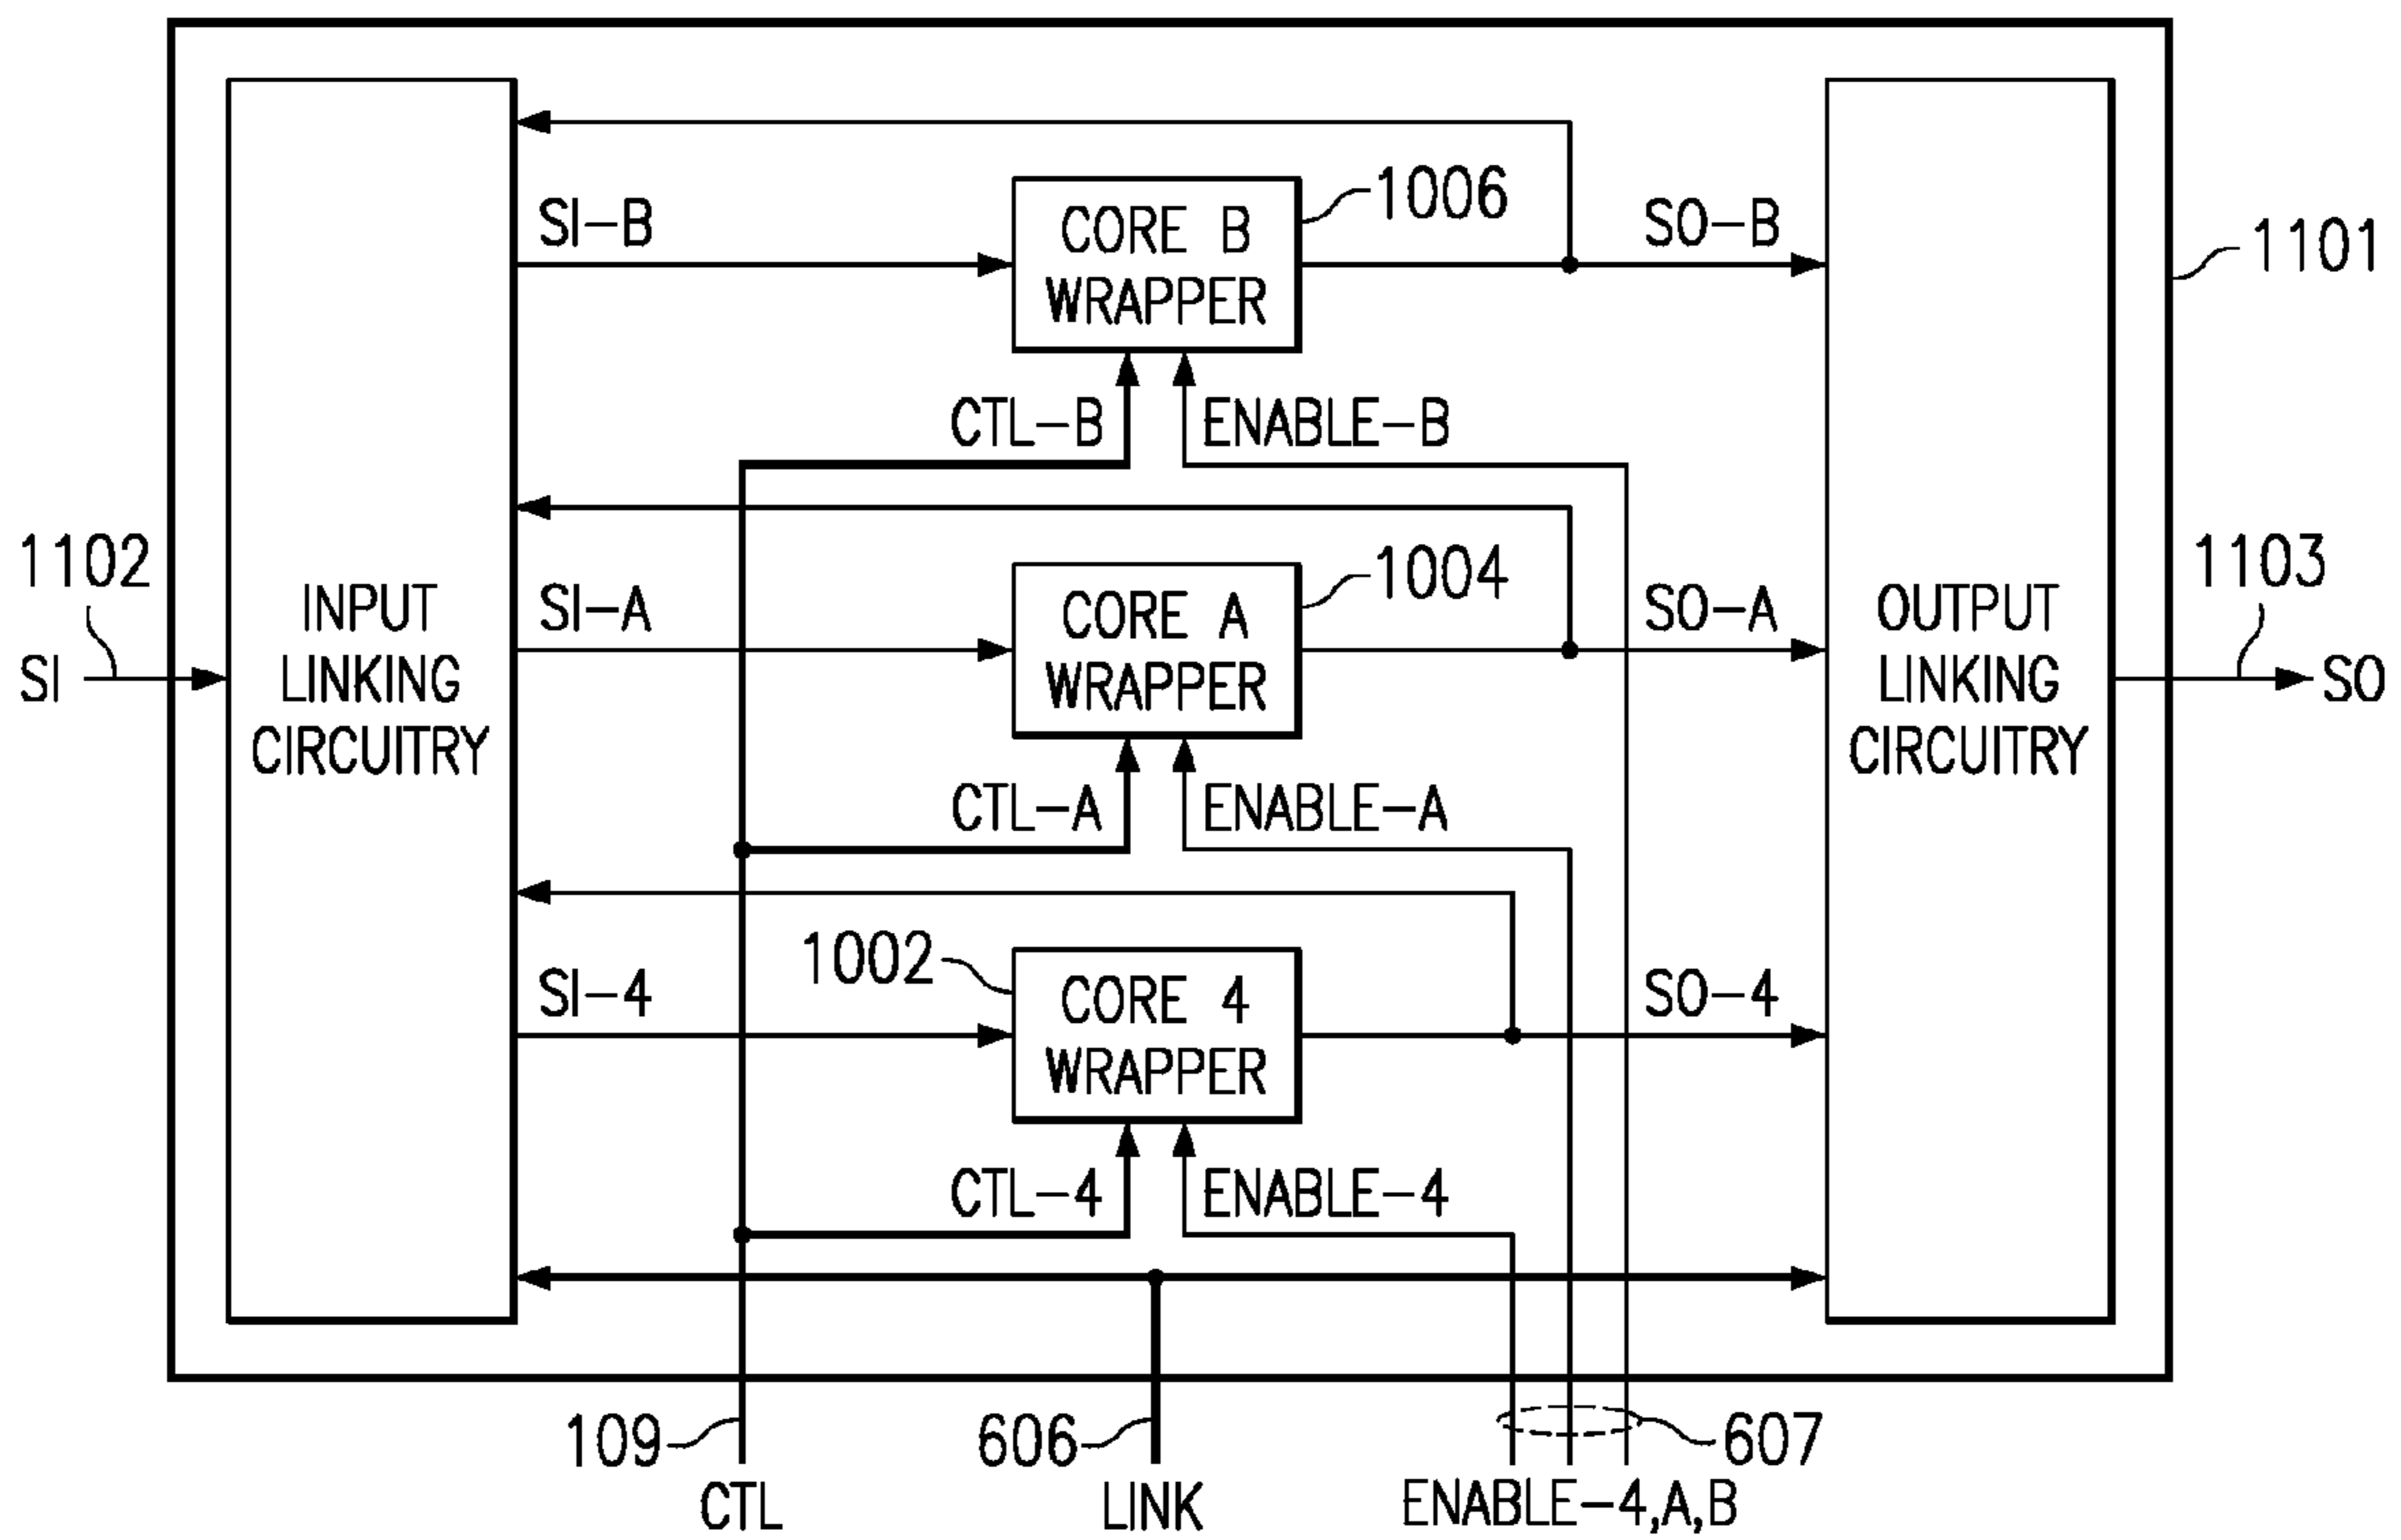 1006
SI-B
CORE B
WRAPPER
SO-B
1101
CTL-B
ENABLE-B
1102
1004
1103
SI-A
CORE A
WRAPPER
SO-A
INPUT
LINKING
CIRCUITRY
OUTPUT
LINKING
CIRCUITRY
SI
SO
CTL-A
ENABLE-A
1002
SI-4
CORE 4
WRAPPER
SO-4
CTL-4
ENABLE-4
109
606
607
CTL
LINK
ENABLE-4,A,B